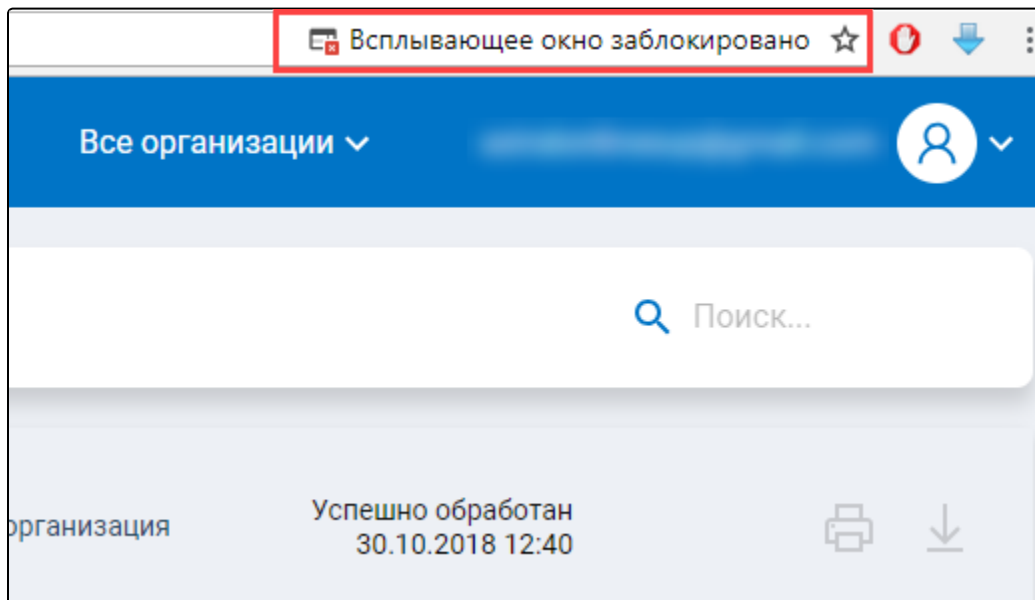 Всплывающее окно заблокировано
Все организации
Поиск...
организация
Успешно обработан
30.10.2018 12:40